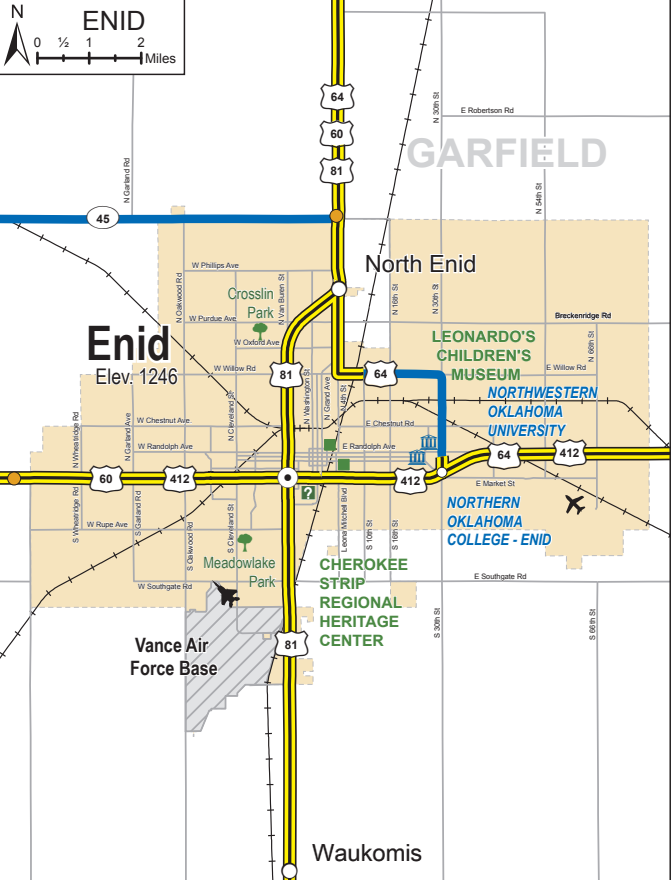 N
ENID
0 ½ 1 2
Miles
64
60
81
N 30th St
E Robertson Rd
GARFIELD
N Garland Rd
N 54th St
45
North Enid
W Phillips Ave
N Oakwood Rd
N Van Buren St
Crosslin
Park
N 16th St
N 30th St
W Purdue Ave
Breckenridge Rd
Enid
Elev. 1246
W Oxford Ave
LEONARDO'S
CHILDREN'S
MUSEUM
N 66th St
W Willow Rd
81
64
E Willow Rd
N Washington St
N Grand Ave
N 4th St
NORTHWESTERN
OKLAHOMA
UNIVERSITY
N Wheatridge Rd
N Garland Ave
N Cleveland St
W Chestnut Ave
E Chestnut Rd
W Randolph Ave
E Randolph Ave
64
412
60
412
412
E Market St
?
S Wheatridge Rd
S Garland Rd
S Oakwood Rd
S Cleveland St
Leona Mitchell Blvd
S 10th St
S 16th St
NORTHERN
OKLAHOMA
COLLEGE - ENID
W Rupe Ave
Meadowlake
Park
CHEROKEE
STRIP
REGIONAL
HERITAGE
CENTER
W Southgate Rd
E Southgate Rd
S 30th St
S 66th St
Vance Air
Force Base
81
Waukomis